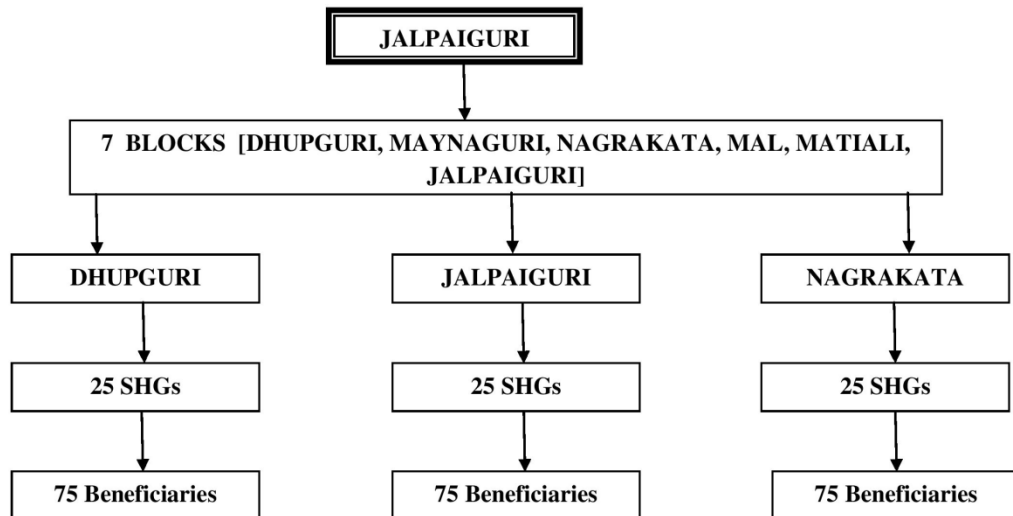 JALPAIGURI
7 BLOCKS [DHUPGURI, MAYNAGURI, NAGRAKATA, MAL, MATIALI,
JALPAIGURI]
DHUPGURI
JALPAIGURI
NAGRAKATA
25 SHGs
25 SHGs
25 SHGs
75 Beneficiaries
75 Beneficiaries
75 Beneficiaries